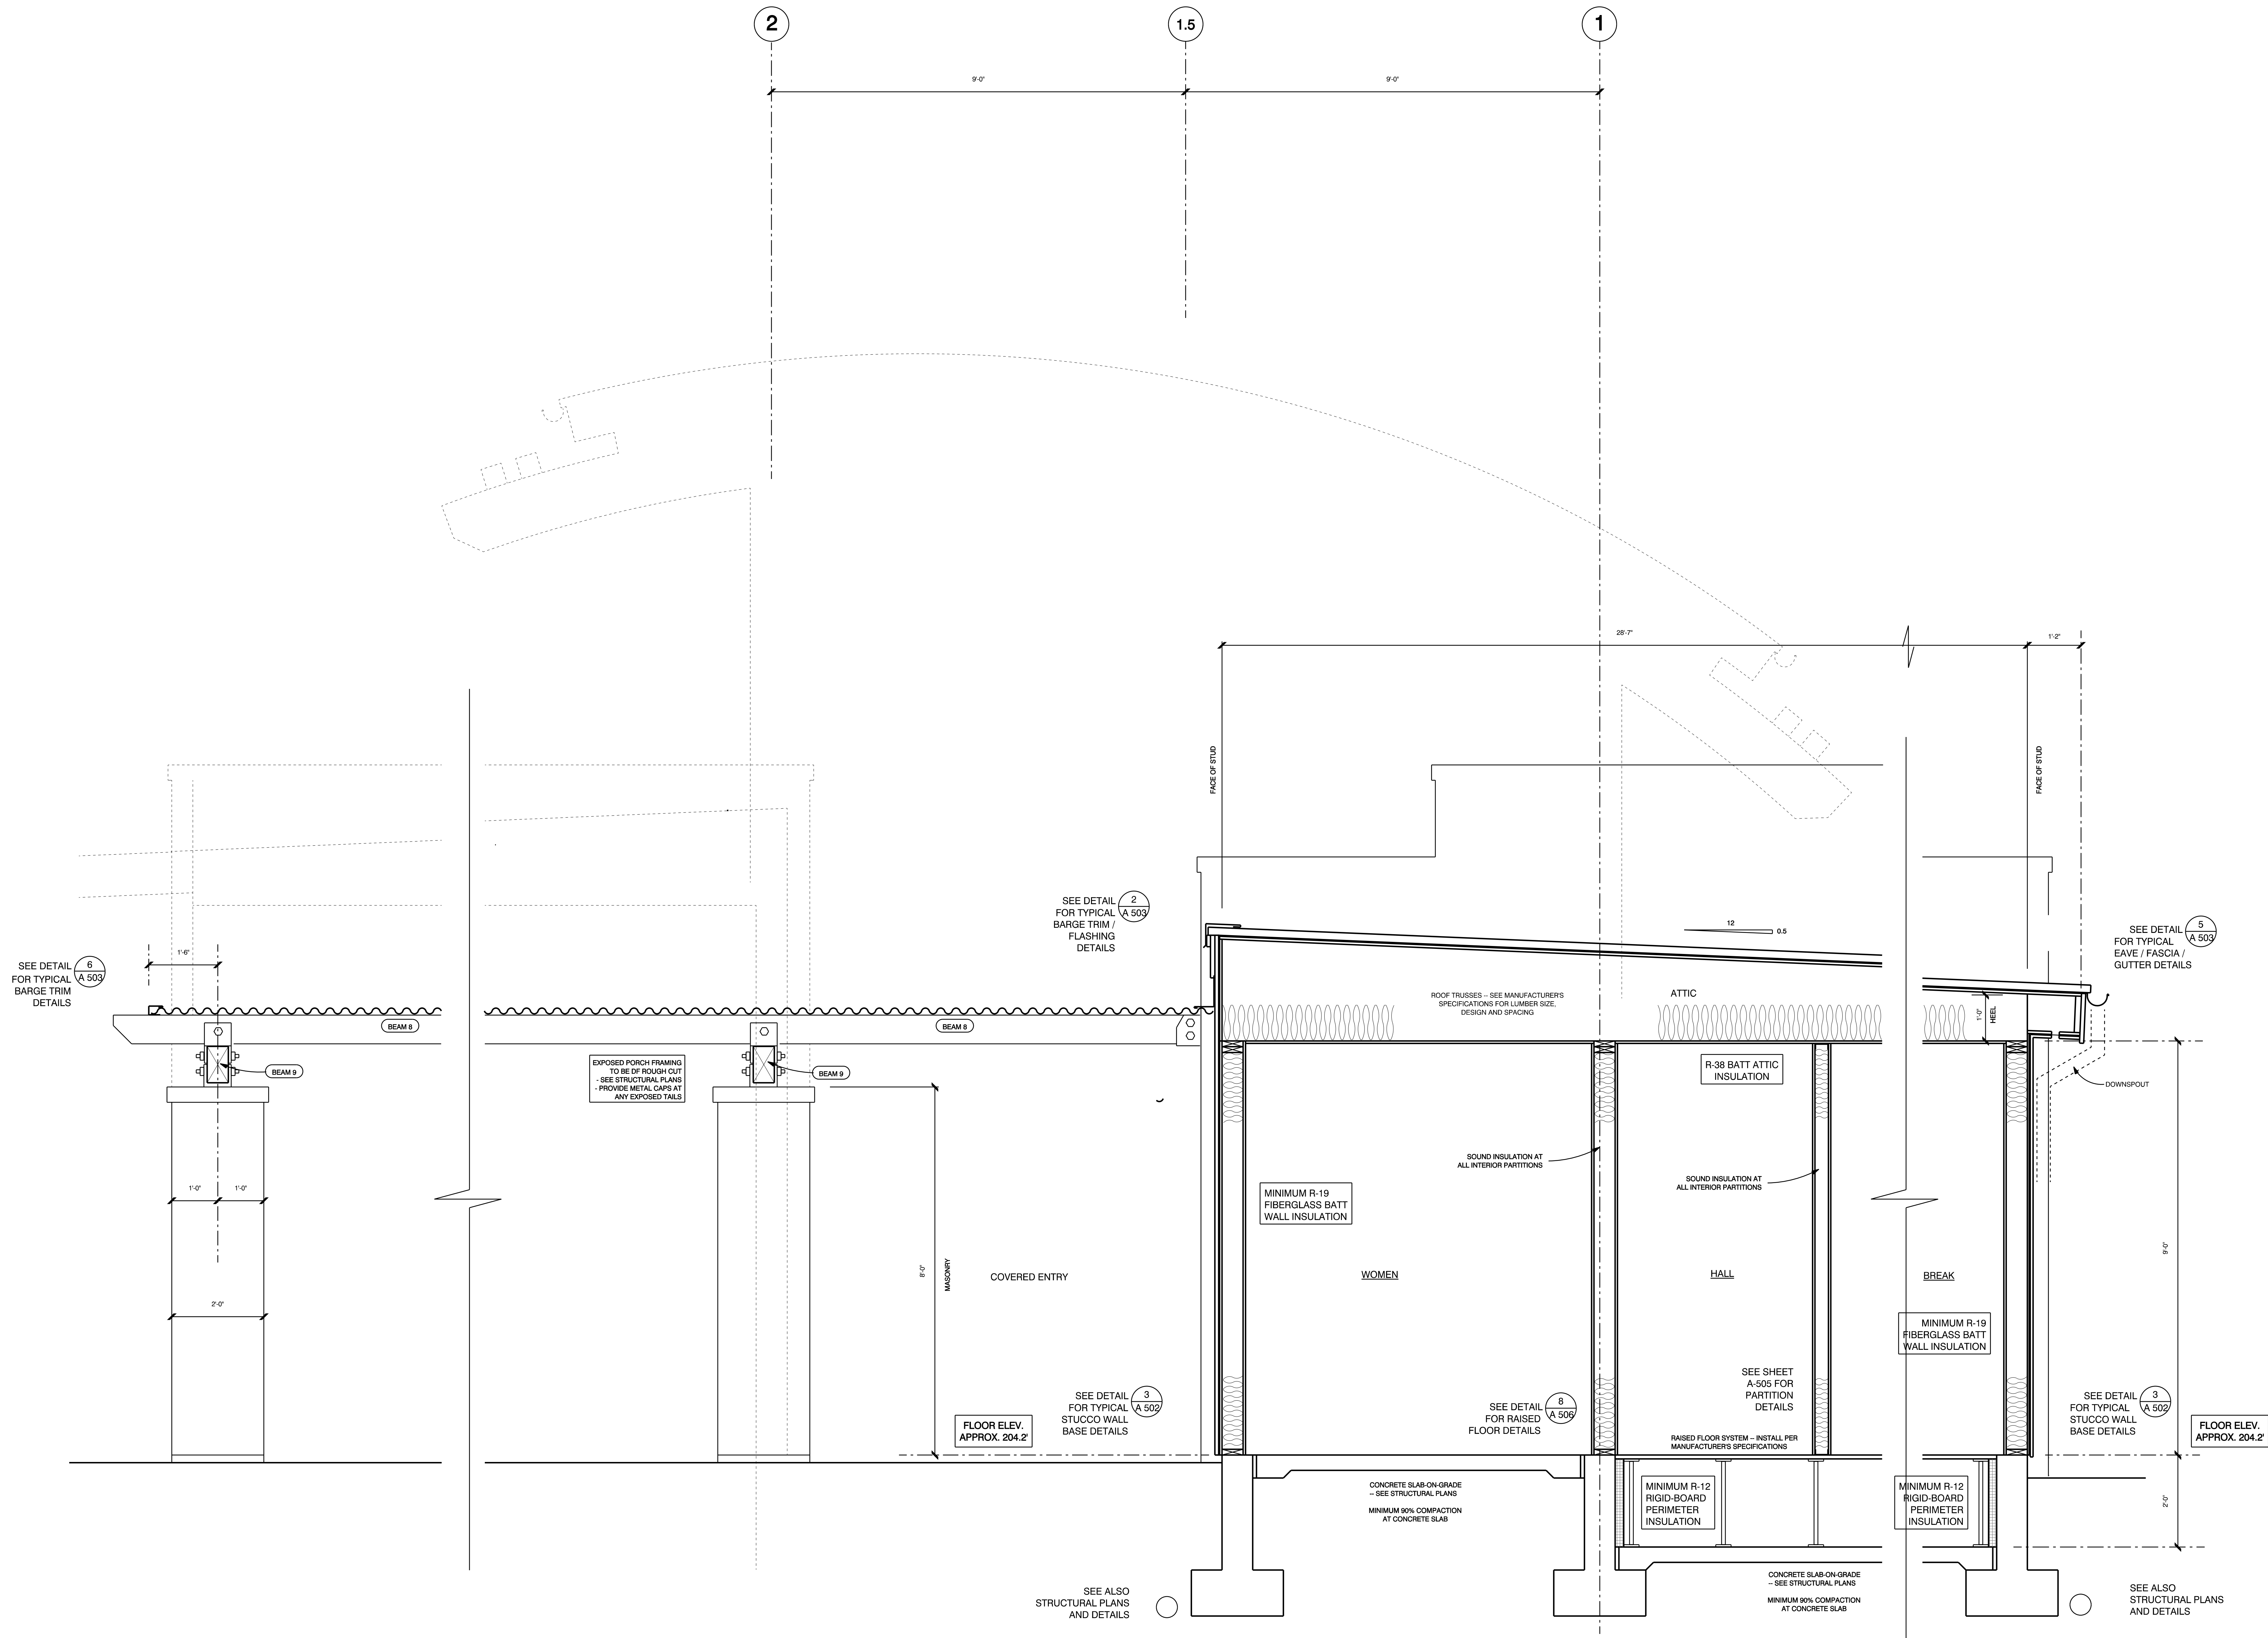 2
1.5
1
9'-0"
9'-0"
28'-7"
1'-2"
FACE OF STUD
FACE OF STUD
SEE DETAIL
FOR TYPICAL
BARGE TRIM /
FLASHING
DETAILS
2
A 503
12
0.5
SEE DETAIL
FOR TYPICAL
EAVE / FASCIA /
GUTTER DETAILS
5
A 503
SEE DETAIL
FOR TYPICAL
BARGE TRIM
DETAILS
6
A 503
1'-6"
ROOF TRUSSES -- SEE MANUFACTURER'S
SPECIFICATIONS FOR LUMBER SIZE,
DESIGN AND SPACING
ATTIC
1'-0"
HEEL
BEAM 8
BEAM 8
BEAM 9
EXPOSED PORCH FRAMING
TO BE DF ROUGH CUT
- SEE STRUCTURAL PLANS
- PROVIDE METAL CAPS AT
ANY EXPOSED TAILS
BEAM 9
R-38 BATT ATTIC
INSULATION
DOWNSPOUT
SOUND INSULATION AT
ALL INTERIOR PARTITIONS
SOUND INSULATION AT
ALL INTERIOR PARTITIONS
1'-0"
1'-0"
MINIMUM R-19
FIBERGLASS BATT
WALL INSULATION
9'-0"
8'-0"
MASONRY
COVERED ENTRY
WOMEN
HALL
BREAK
2'-0"
MINIMUM R-19
FIBERGLASS BATT
WALL INSULATION
SEE SHEET
A-505 FOR
PARTITION
DETAILS
SEE DETAIL
FOR TYPICAL
STUCCO WALL
BASE DETAILS
3
A 502
FLOOR ELEV.
APPROX. 204.2'
SEE DETAIL
FOR RAISED
FLOOR DETAILS
8
A 506
SEE DETAIL
FOR TYPICAL
STUCCO WALL
BASE DETAILS
3
A 502
FLOOR ELEV.
APPROX. 204.2'
RAISED FLOOR SYSTEM -- INSTALL PER
MANUFACTURER'S SPECIFICATIONS
CONCRETE SLAB-ON-GRADE
-- SEE STRUCTURAL PLANS
MINIMUM 90% COMPACTION
AT CONCRETE SLAB
MINIMUM R-12
RIGID-BOARD
PERIMETER
INSULATION
MINIMUM R-12
RIGID-BOARD
PERIMETER
INSULATION
2'-0"
CONCRETE SLAB-ON-GRADE
-- SEE STRUCTURAL PLANS
MINIMUM 90% COMPACTION
AT CONCRETE SLAB
SEE ALSO
STRUCTURAL PLANS
AND DETAILS
SEE ALSO
STRUCTURAL PLANS
AND DETAILS